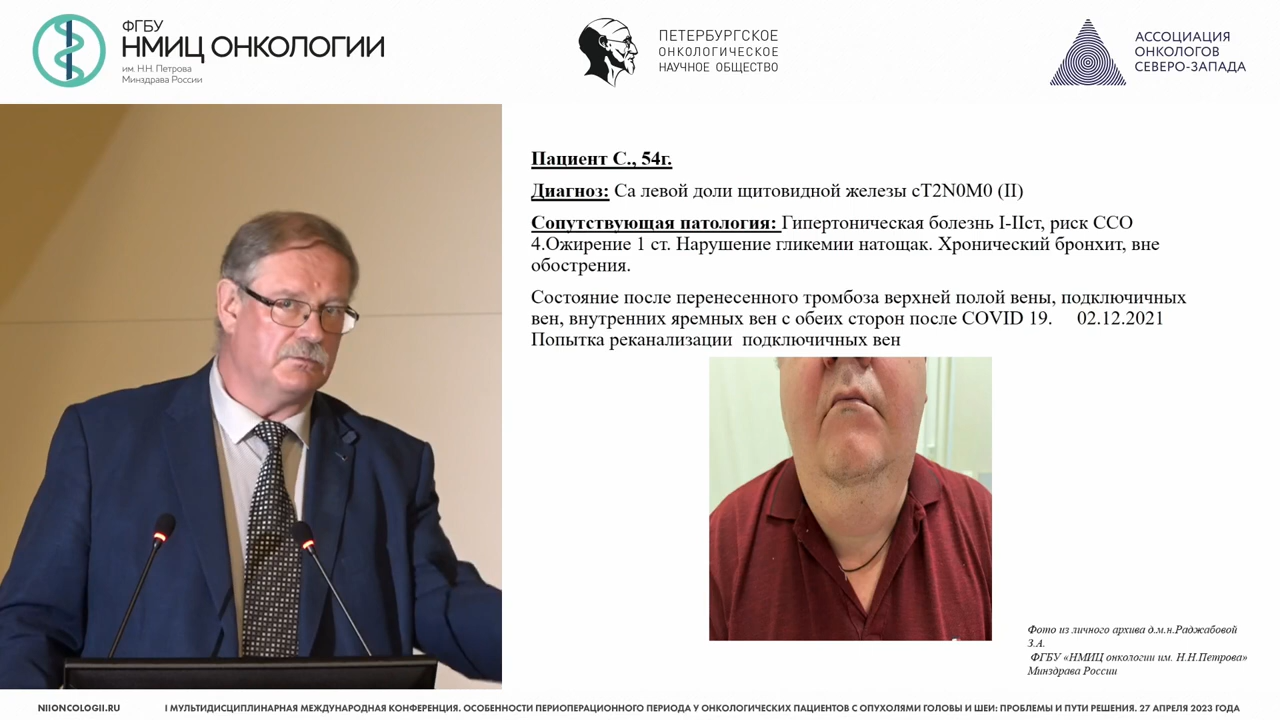 ФГБУ
НМИЦ ОНКОЛОГИИ
им. Н.Н. Петрова
Минздрава России
ПЕТЕРБУРГСКОЕ
ОНКОЛОГИЧЕСКОЕ
НАУЧНОЕ ОБЩЕСТВО
АССОЦИАЦИЯ
ОНКОЛОГОВ
СЕВЕРО-ЗАПАДА
Пациент С., 54г.
Диагноз: Са левой доли щитовидной железы сT2N0M0 (II)
Сопутствующая патология: Гипертоническая болезнь I-IIст, риск ССО
4.Ожирение 1 ст. Нарушение гликемии натощак. Хронический бронхит, вне
обострения.
Состояние после перенесенного тромбоза верхней полой вены, подключичных
вен, внутренних яремных вен с обеих сторон после COVID 19. 02.12.2021
Попытка реканализации подключичных вен
Фото из личного архива д.м.н.Раджабовой
З.А.
ФГБУ «НМИЦ онкологии им. Н.Н.Петрова»
Минздрава России
NIIONCOLOGII.RU
I МУЛЬТИДИСЦИПЛИНАРНАЯ МЕЖДУНАРОДНАЯ КОНФЕРЕНЦИЯ. ОСОБЕННОСТИ ПЕРИОПЕРАЦИОННОГО ПЕРИОДА У ОНКОЛОГИЧЕСКИХ ПАЦИЕНТОВ С ОПУХОЛЯМИ ГОЛОВЫ И ШЕИ: ПРОБЛЕМЫ И ПУТИ РЕШЕНИЯ. 27 АПРЕЛЯ 2023 ГОДА